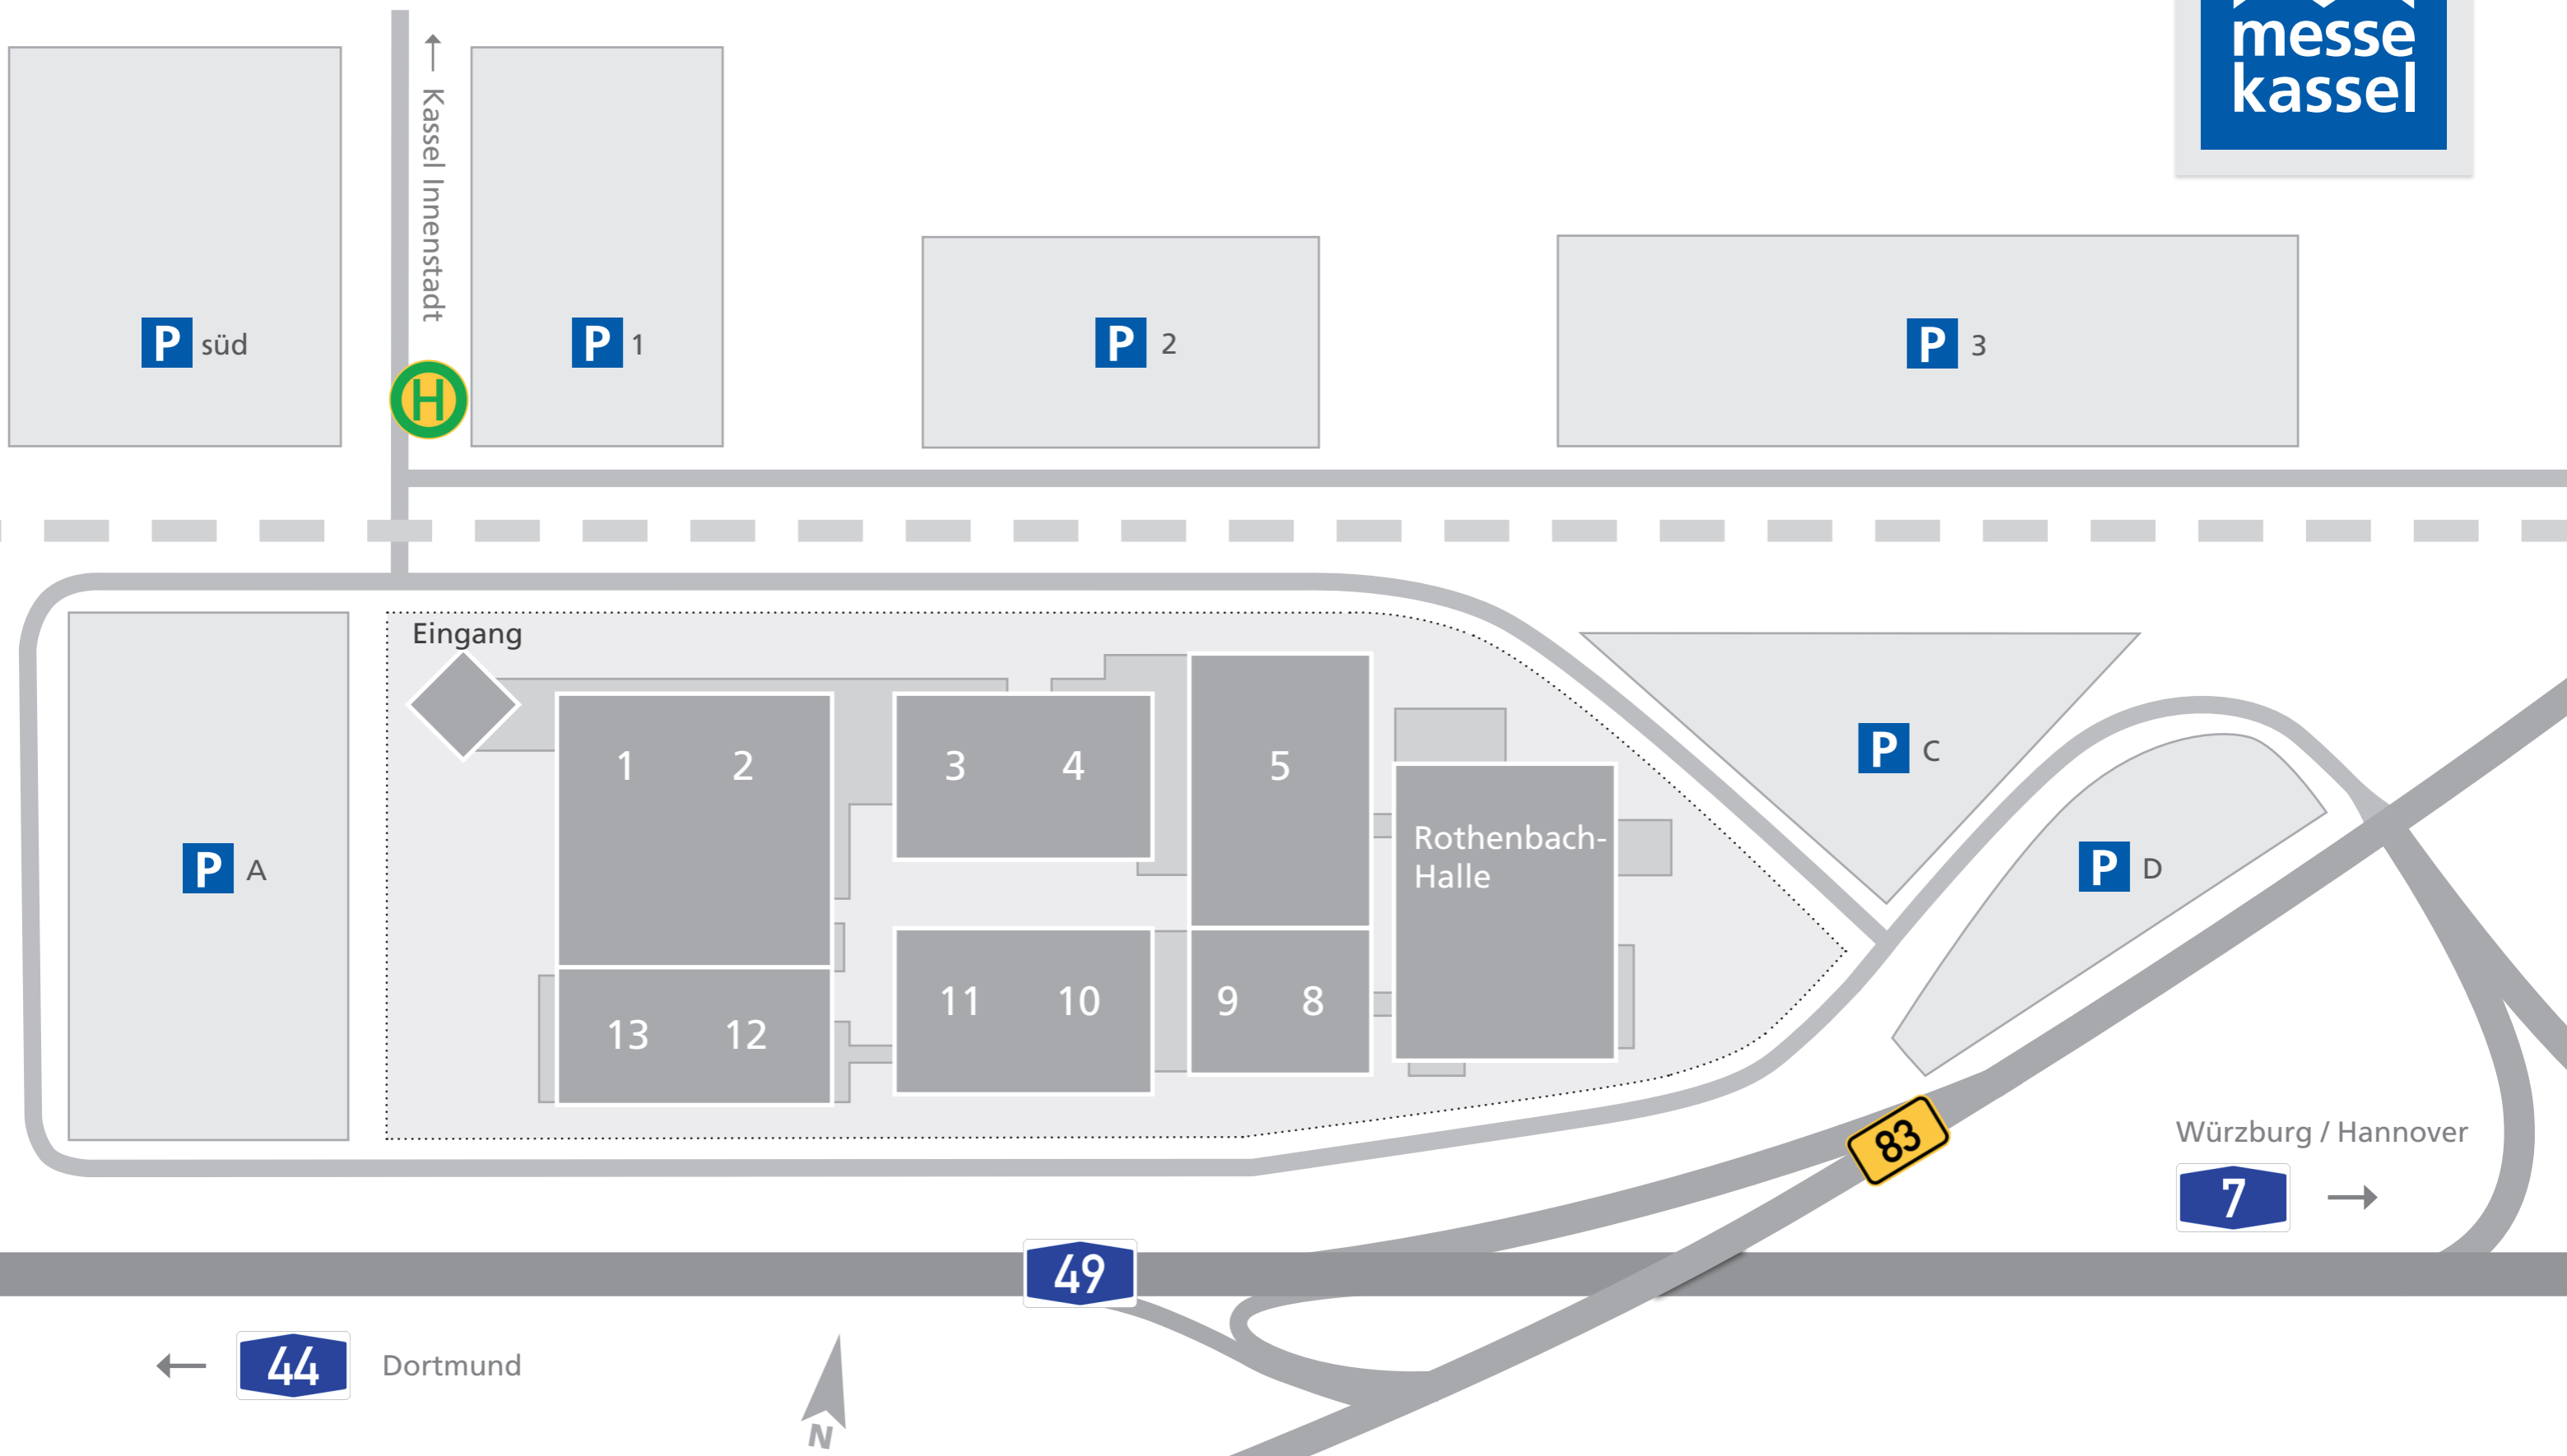 messe
kassel
Kassel Innenstadt
P süd
P 1
P 2
P 3
H
Eingang
1 2
3 4
5
Rothenbach-
Halle
P A
P C
P D
13 12
11 10
9 8
83
Würzburg / Hannover
7
49
44 Dortmund
N